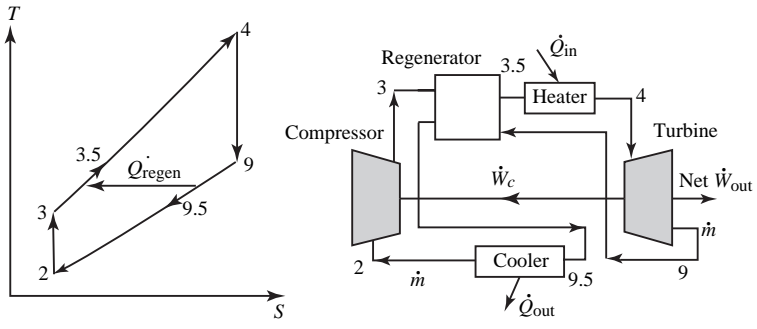 T
4
3.5
Q̇regen
9
3
9.5
2
S
Q̇in
Regenerator
3.5
3
Heater
4
Compressor
Turbine
Ẇc
Net Ẇout
ṁ
Cooler
2
ṁ
9.5
9
Q̇out